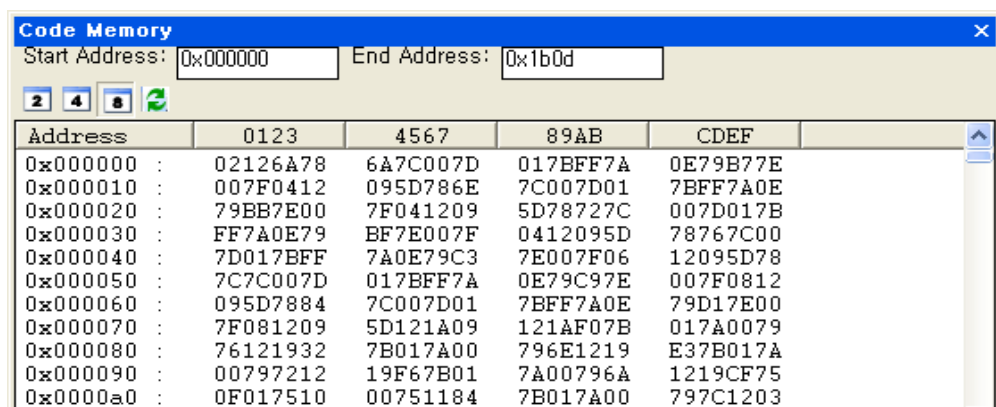 Code Memory
Start Address: 0x000000 End Address: 0x1b0d
2 4 8
Address 0123 4567 89AB CDEF
0x000000 : 02126A78 6A7C007D 017BFF7A 0E79B77E
0x000010 : 007F0412 095D786E 7C007D01 7BFF7A0E
0x000020 : 79BB7E00 7F041209 5D78727C 007D017B
0x000030 : FF7A0E79 BF7E007F 0412095D 78767C00
0x000040 : 7D017BFF 7A0E79C3 7E007F06 12095D78
0x000050 : 7C7C007D 017BFF7A 0E79C97E 007F0812
0x000060 : 095D7884 7C007D01 7BFF7A0E 79D17E00
0x000070 : 7F081209 5D121A09 121AF07B 017A0079
0x000080 : 76121932 7B017A00 796E1219 E37B017A
0x000090 : 00797212 19F67B01 7A00796A 1219CF75
0x0000a0 : 0F017510 00751184 7B017A00 797C1203